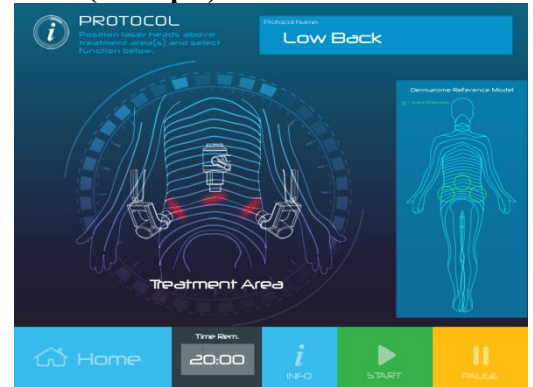 PROTOCOL
Position laser heads above
treatment area(s) and select
function below.
Protocol Name:
Low Back
Dermatome Reference Model
Treatment Area
Home
Time Rem.
20:00
INFO
START
PAUSE